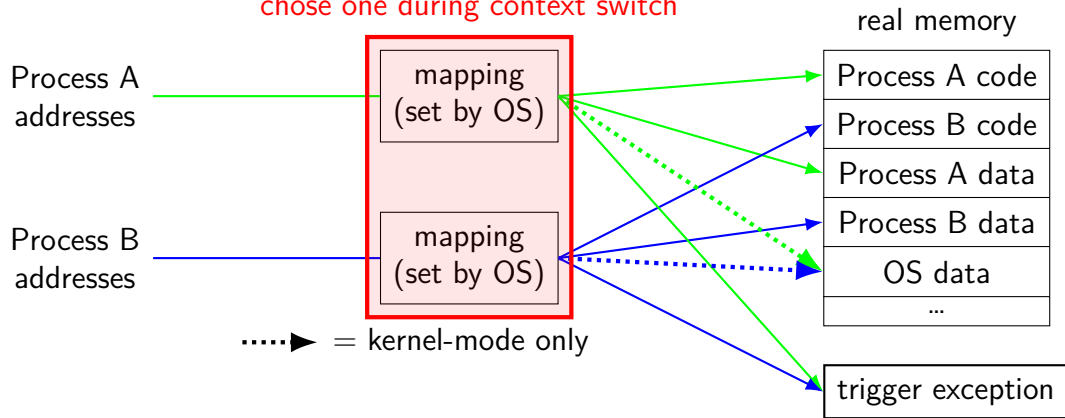 chose one during context switch
real memory
Process A
addresses
mapping
(set by OS)
Process A code
Process B code
Process A data
Process B
addresses
mapping
(set by OS)
Process B data
OS data
...
= kernel-mode only
trigger exception